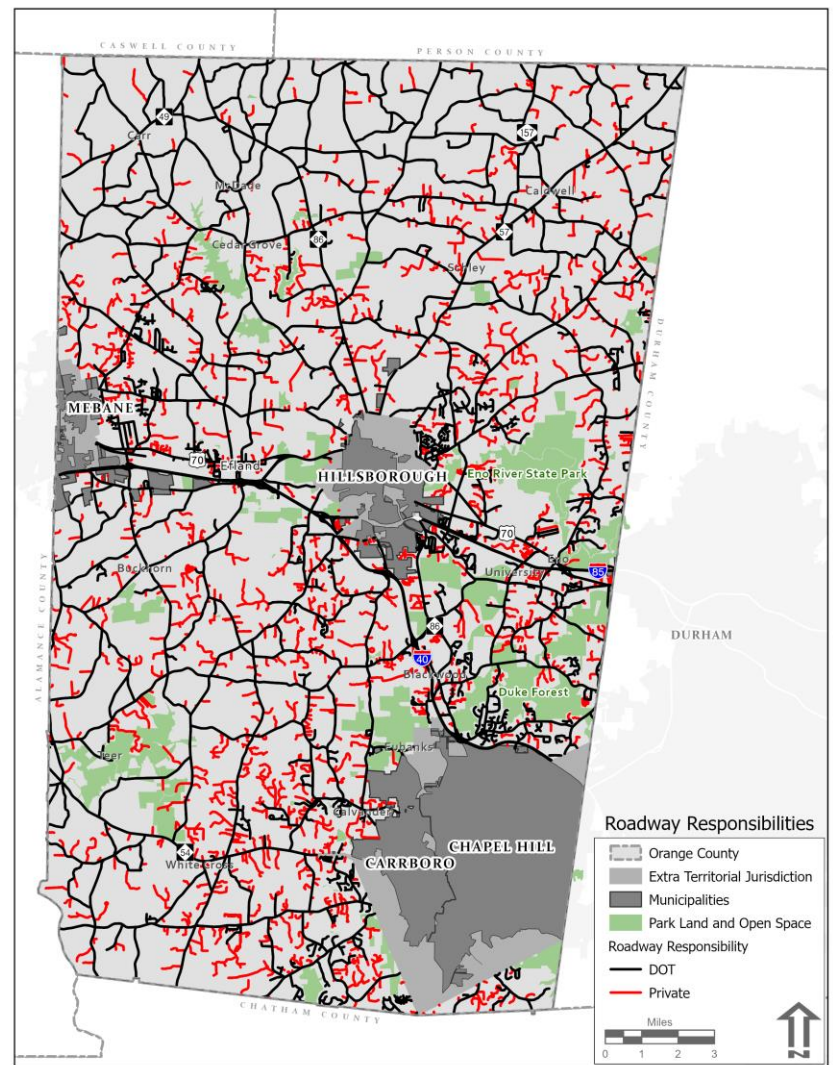 CASWELL COUNTY
PERSON COUNTY
49
Carr
157
McDade
Caldwell
57
86
Cedar Grove
Schley
DURHAM COUNTY
MEBANE
70
Efland
HILLSBOROUGH
Eno River State Park
70
Eno
University
85
Buckhorn
ALAMANCE COUNTY
86
DURHAM
40
Blackwood
Duke Forest
Eubanks
Teer
Calvander
CHAPEL HILL
54
White Cross
CARRBORO
CHATHAM COUNTY
Roadway Responsibilities
Orange County
Extra Territorial Jurisdiction
Municipalities
Park Land and Open Space
Roadway Responsibility
DOT
Private
Miles
0 1 2 3
N